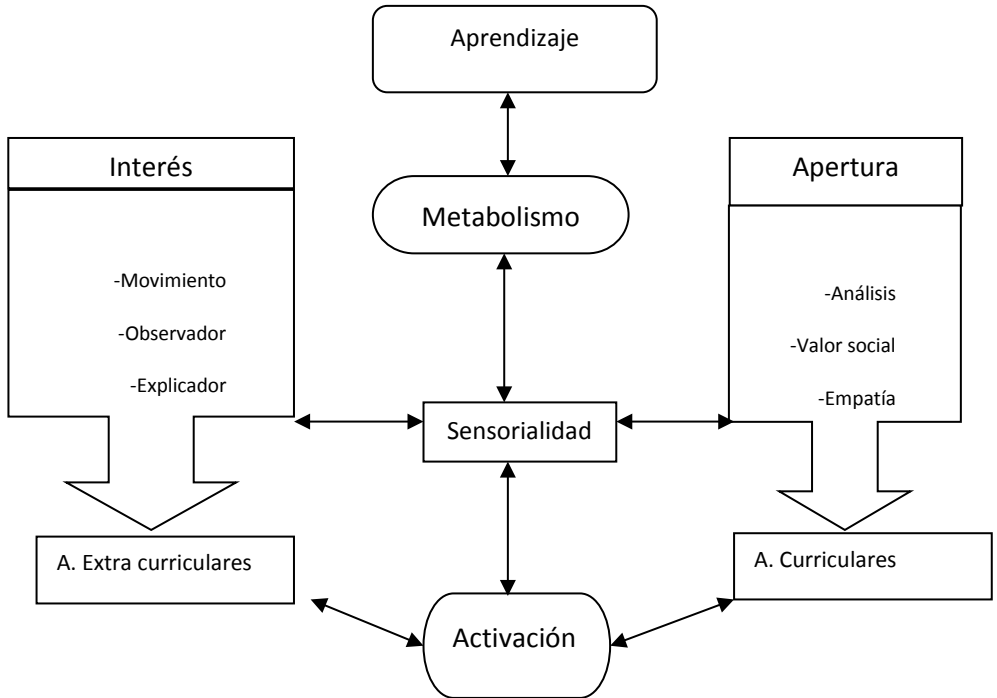 Aprendizaje
Interés
Apertura
Metabolismo
-Movimiento
-Observador
-Explicador
-Análisis
-Valor social
-Empatía
Sensorialidad
A. Extra curriculares
A. Curriculares
Activación